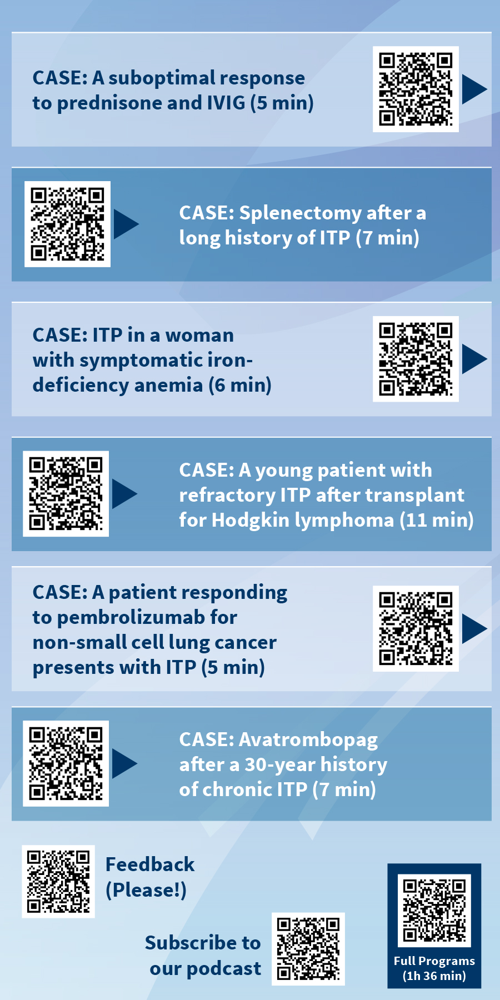 CASE: A suboptimal response
to prednisone and IVIG (5 min)
CASE: Splenectomy after a
long history of ITP (7 min)
CASE: ITP in a woman
with symptomatic iron-
deficiency anemia (6 min)
CASE: A young patient with
refractory ITP after transplant
for Hodgkin lymphoma (11 min)
CASE: A patient responding
to pembrolizumab for
non-small cell lung cancer
presents with ITP (5 min)
CASE: Avatrombopag
after a 30-year history
of chronic ITP (7 min)
Feedback
(Please!)
Subscribe to
our podcast
Full Programs
(1h 36 min)